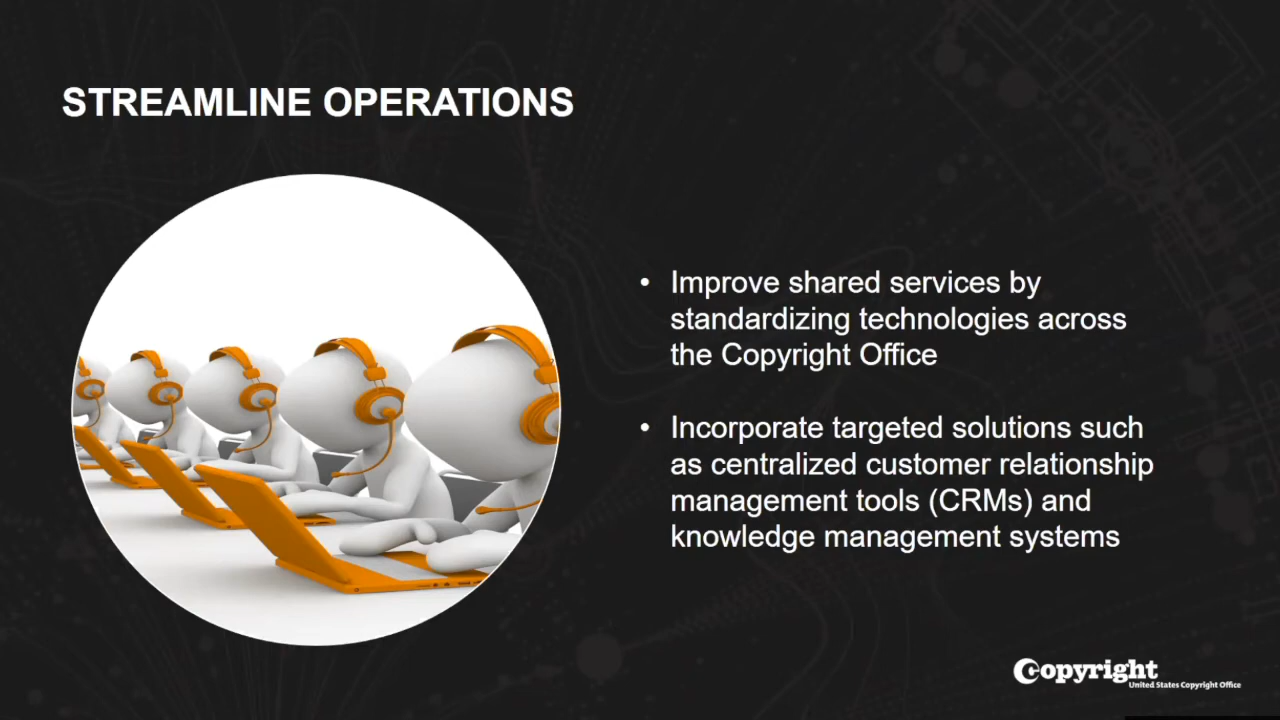 STREAMLINE OPERATIONS
• Improve shared services by
standardizing technologies across
the Copyright Office
• Incorporate targeted solutions such
as centralized customer relationship
management tools (CRMs) and
knowledge management systems
Copyright
United States Copyright Office